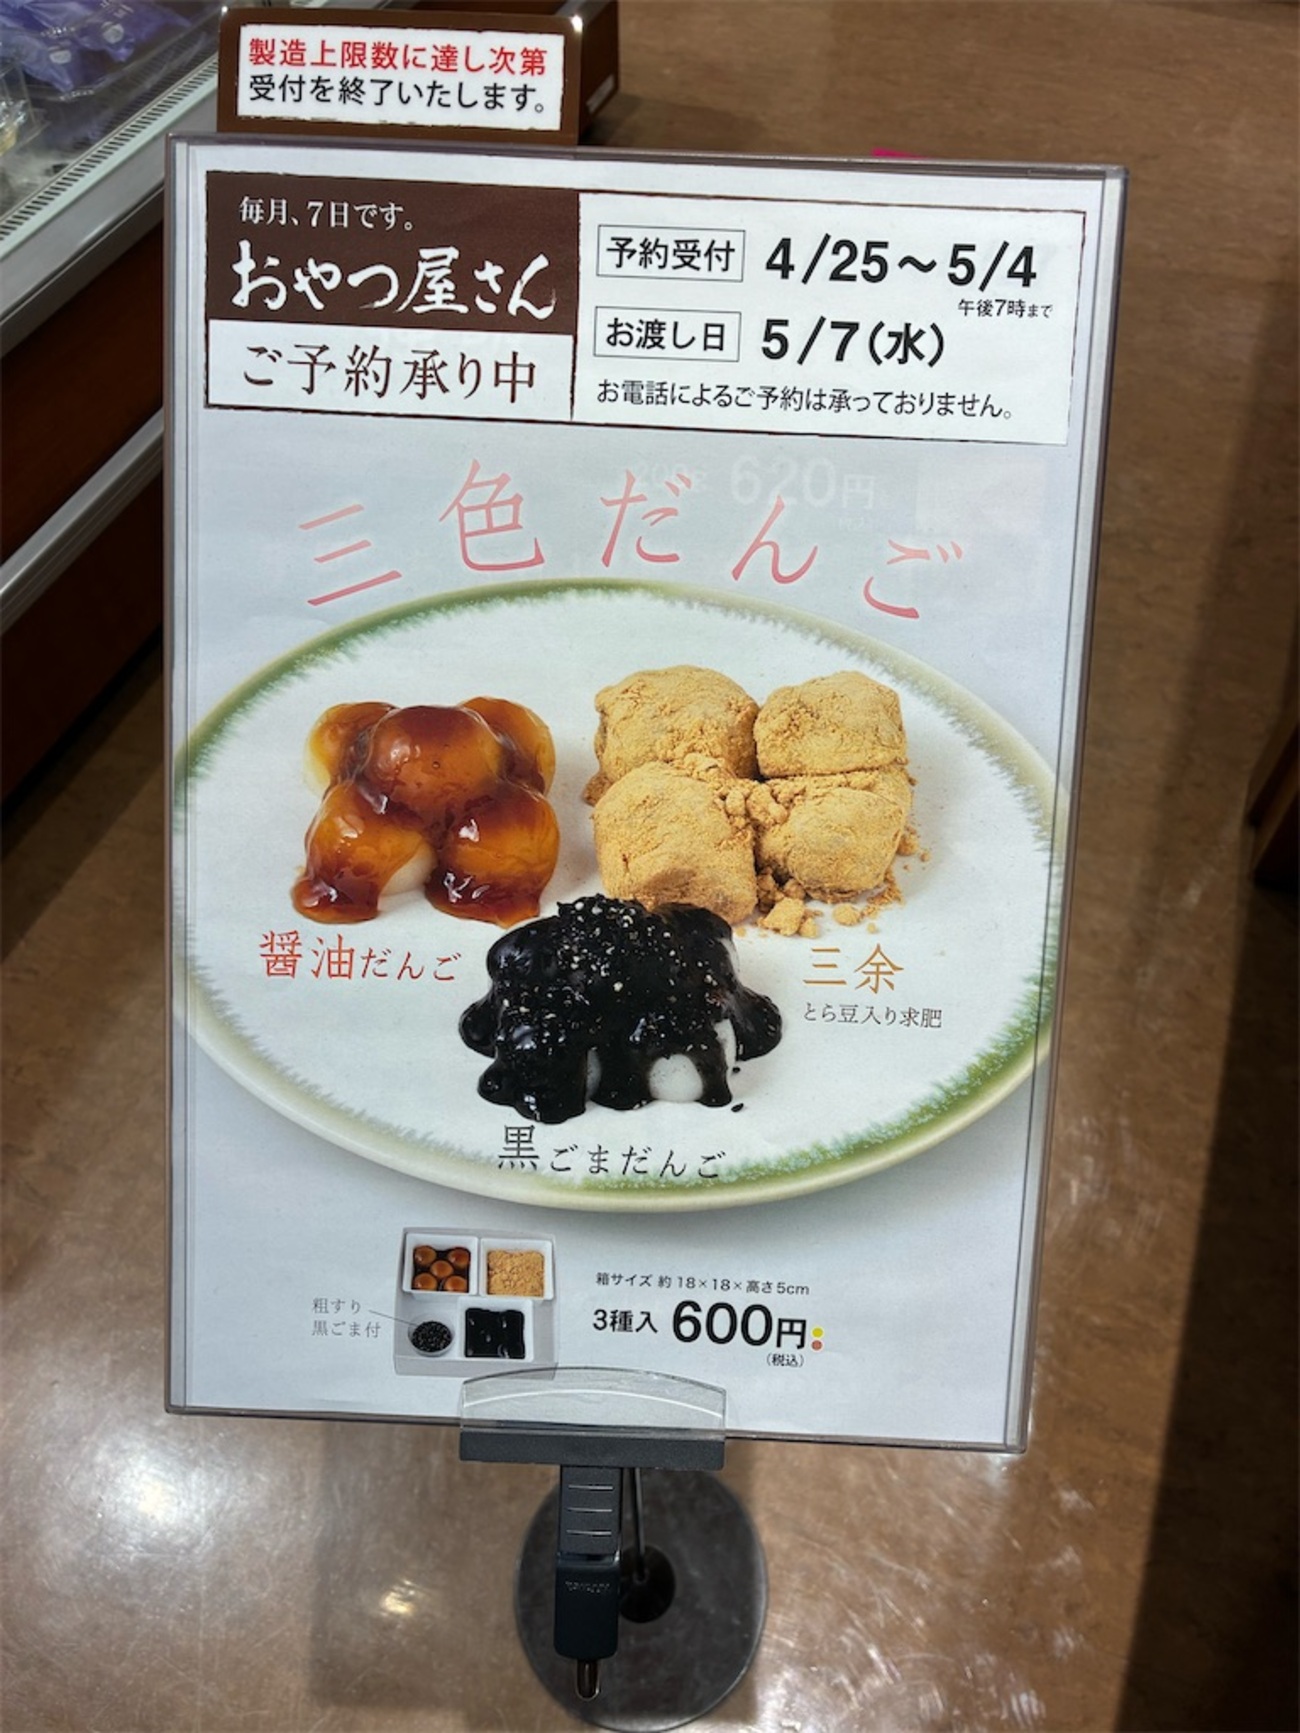 製造上限数に達し次第
受付を終了いたします。
毎月、7日です。
おやつ屋さん
ご予約承り中
予約受付 4/25〜5/4
午後7時まで
お渡し日 5/7(水)
お電話によるご予約は承っておりません。
620円
三色だんご
醤油だんご
三余
とら豆入り求肥
黒ごまだんご
粗すり
黒ごま付
箱サイズ 約18×18×高さ5cm
3種入 600円
(税込)